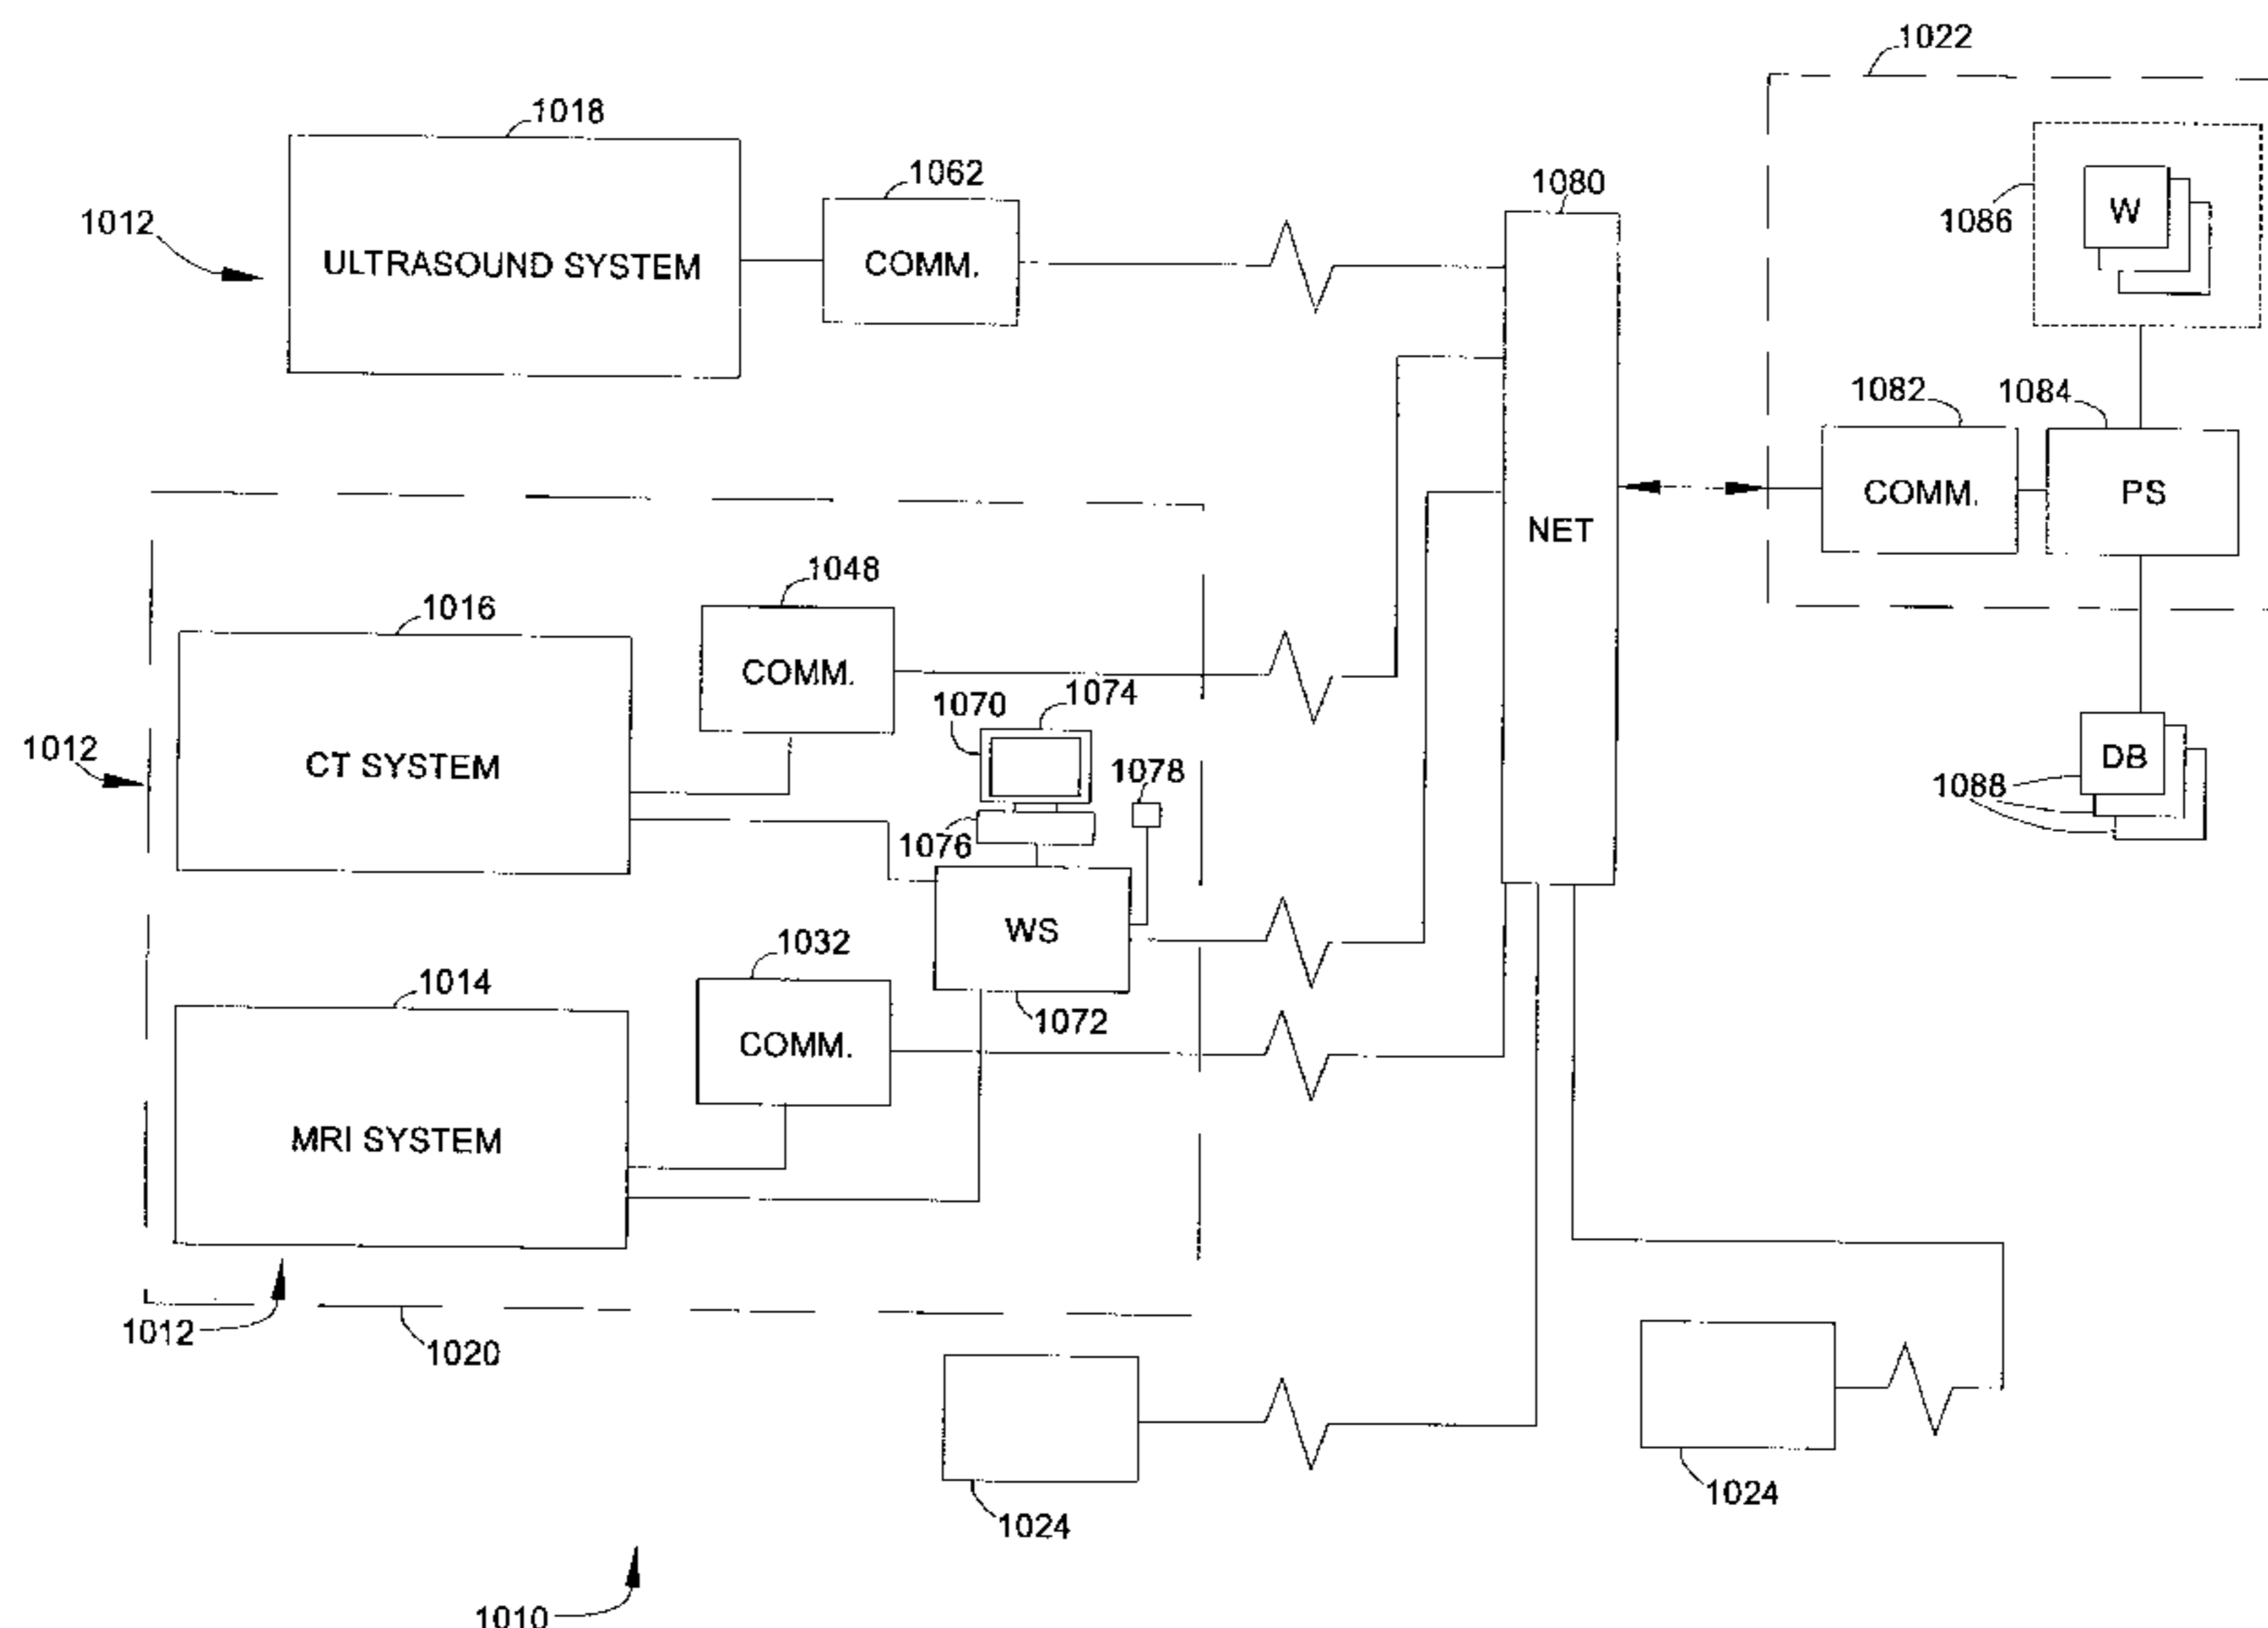 1022
1018
1062
1080
1012
1086
W
ULTRASOUND SYSTEM
COMM.
1082
1084
COMM.
PS
NET
1048
1016
COMM.
1070
1074
1012
CT SYSTEM
1078
DB
1088
1076
WS
1032
1014
1072
COMM.
MRI SYSTEM
1012
1020
1024
1024
1010